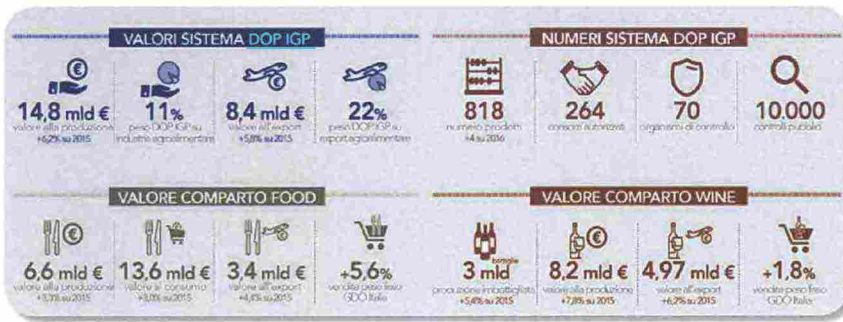 VALORI SISTEMA DOP IGP
14,8 mld €
valore alla produzione
+6,2% su 2015
11%
peso DOP IGP su
industria agroalimentare
8,4 mld €
valore all'export
+5,8% su 2015
22%
peso DOP IGP su
export agroalimentare
NUMERI SISTEMA DOP IGP
818
numero prodotti
+4 su 2016
264
consorzi autorizzati
70
organismi di controllo
10.000
controlli pubblici
VALORE COMPARTO FOOD
6,6 mld €
valore alla produzione
+3,3% su 2015
13,6 mld €
valore al consumo
+3,0% su 2015
3,4 mld €
valore all'export
+4,4% su 2015
+5,6%
vendite peso fisso
GDO Italia
VALORE COMPARTO WINE
bottiglie
3 mld
produzione imbottigliata
+5,4% su 2015
8,2 mld €
valore alla produzione
+7,8% su 2015
4,97 mld €
valore all'export
+6,2% su 2015
+1,8%
vendite peso fisso
GDO Italia